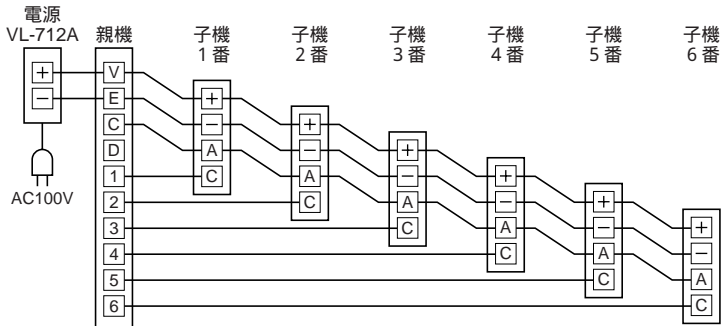 電源
VL-712A
親機
子機
1番
子機
2番
子機
3番
子機
4番
子機
5番
子機
6番
+
−
AC100V
V
E
C
D
1
2
3
4
5
6
+
−
A
C
+
−
A
C
+
−
A
C
+
−
A
C
+
−
A
C
+
−
A
C